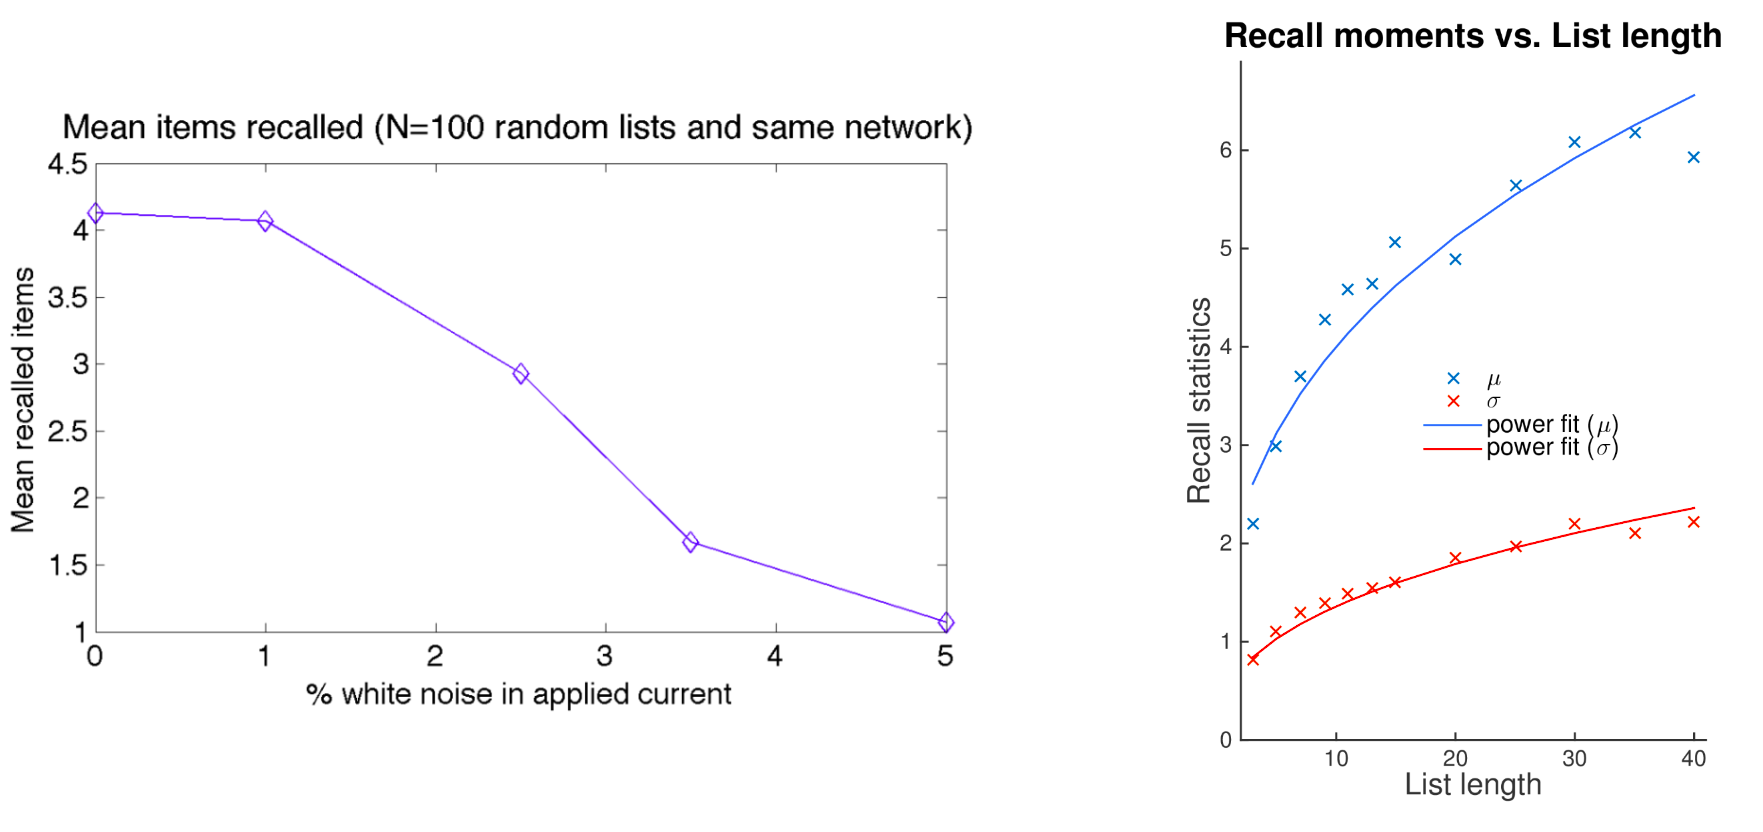 Mean items recalled (N=100 random lists and same network)
4.5
4
3.5
3
2.5
2
1.5
1
Mean recalled items
0 1 2 3 4 5
% white noise in applied current
Recall moments vs. List length
6
5
4
3
2
1
0
Recall statistics
μ
σ
power fit (μ)
power fit (σ)
10 20 30 40
List length